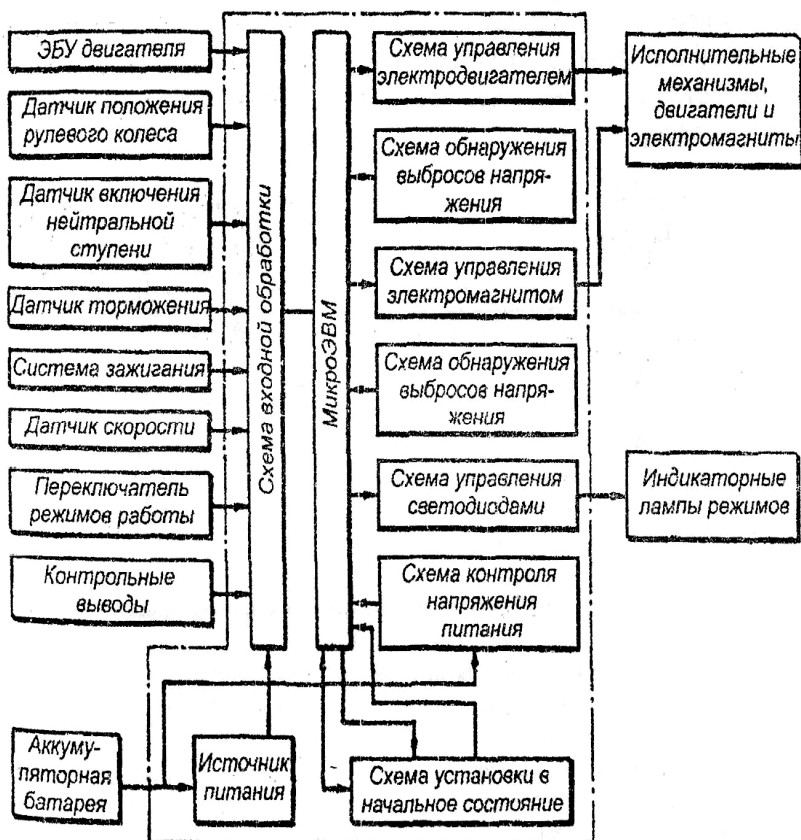 ЭБУ двигателя
Датчик положения
рулевого колеса
Датчик включения
нейтральной
ступени
Датчик торможения
Система зажигания
Датчик скорости
Переключатель
режимов работы
Контрольные
выводы
Аккуму-
ляторная
батарея
Источник
питания
Схема входной обработки
МикроЭВМ
Схема управления
электродвигателем
Схема обнаружения
выбросов напря-
жения
Схема управления
электромагнитом
Схема обнаружения
выбросов напря-
жения
Схема управления
светодиодами
Схема контроля
напряжения
питания
Схема установки в
начальное состояние
Исполнительные
механизмы,
двигатели и
электромагниты
Индикаторные
лампы режимов